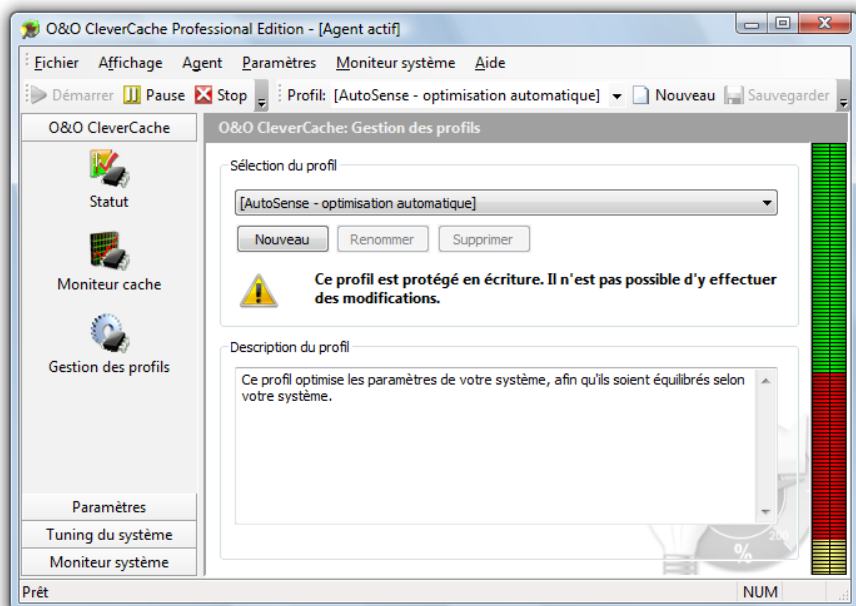 O&O CleverCache Professional Edition - [Agent actif]
Fichier Affichage Agent Paramètres Moniteur système Aide
Démarrer Pause Stop Profil: [AutoSense - optimisation automatique] Nouveau Sauvegarder
O&O CleverCache
O&O CleverCache: Gestion des profils
Statut
Moniteur cache
Gestion des profils
Paramètres
Tuning du système
Moniteur système
Sélection du profil
[AutoSense - optimisation automatique]
Nouveau Renommer Supprimer
Ce profil est protégé en écriture. Il n'est pas possible d'y effectuer
des modifications.
Description du profil
Ce profil optimise les paramètres de votre système, afin qu'ils soient équilibrés selon
votre système.
200
%
Prêt
NUM